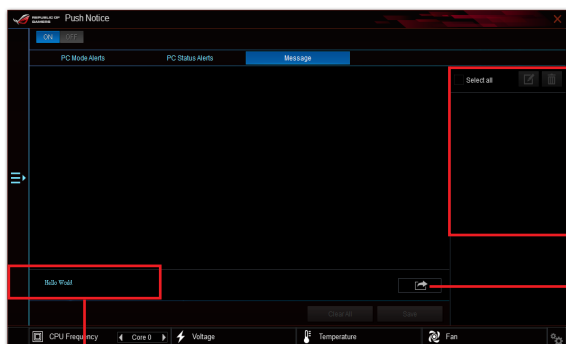 REPUBLIC OF GAMERS Push Notice
ON OFF
PC Mode Alerts PC Status Alerts Message
Select all
Hello World
Clear All Save
CPU Frequency Core 0 Voltage Temperature Fan